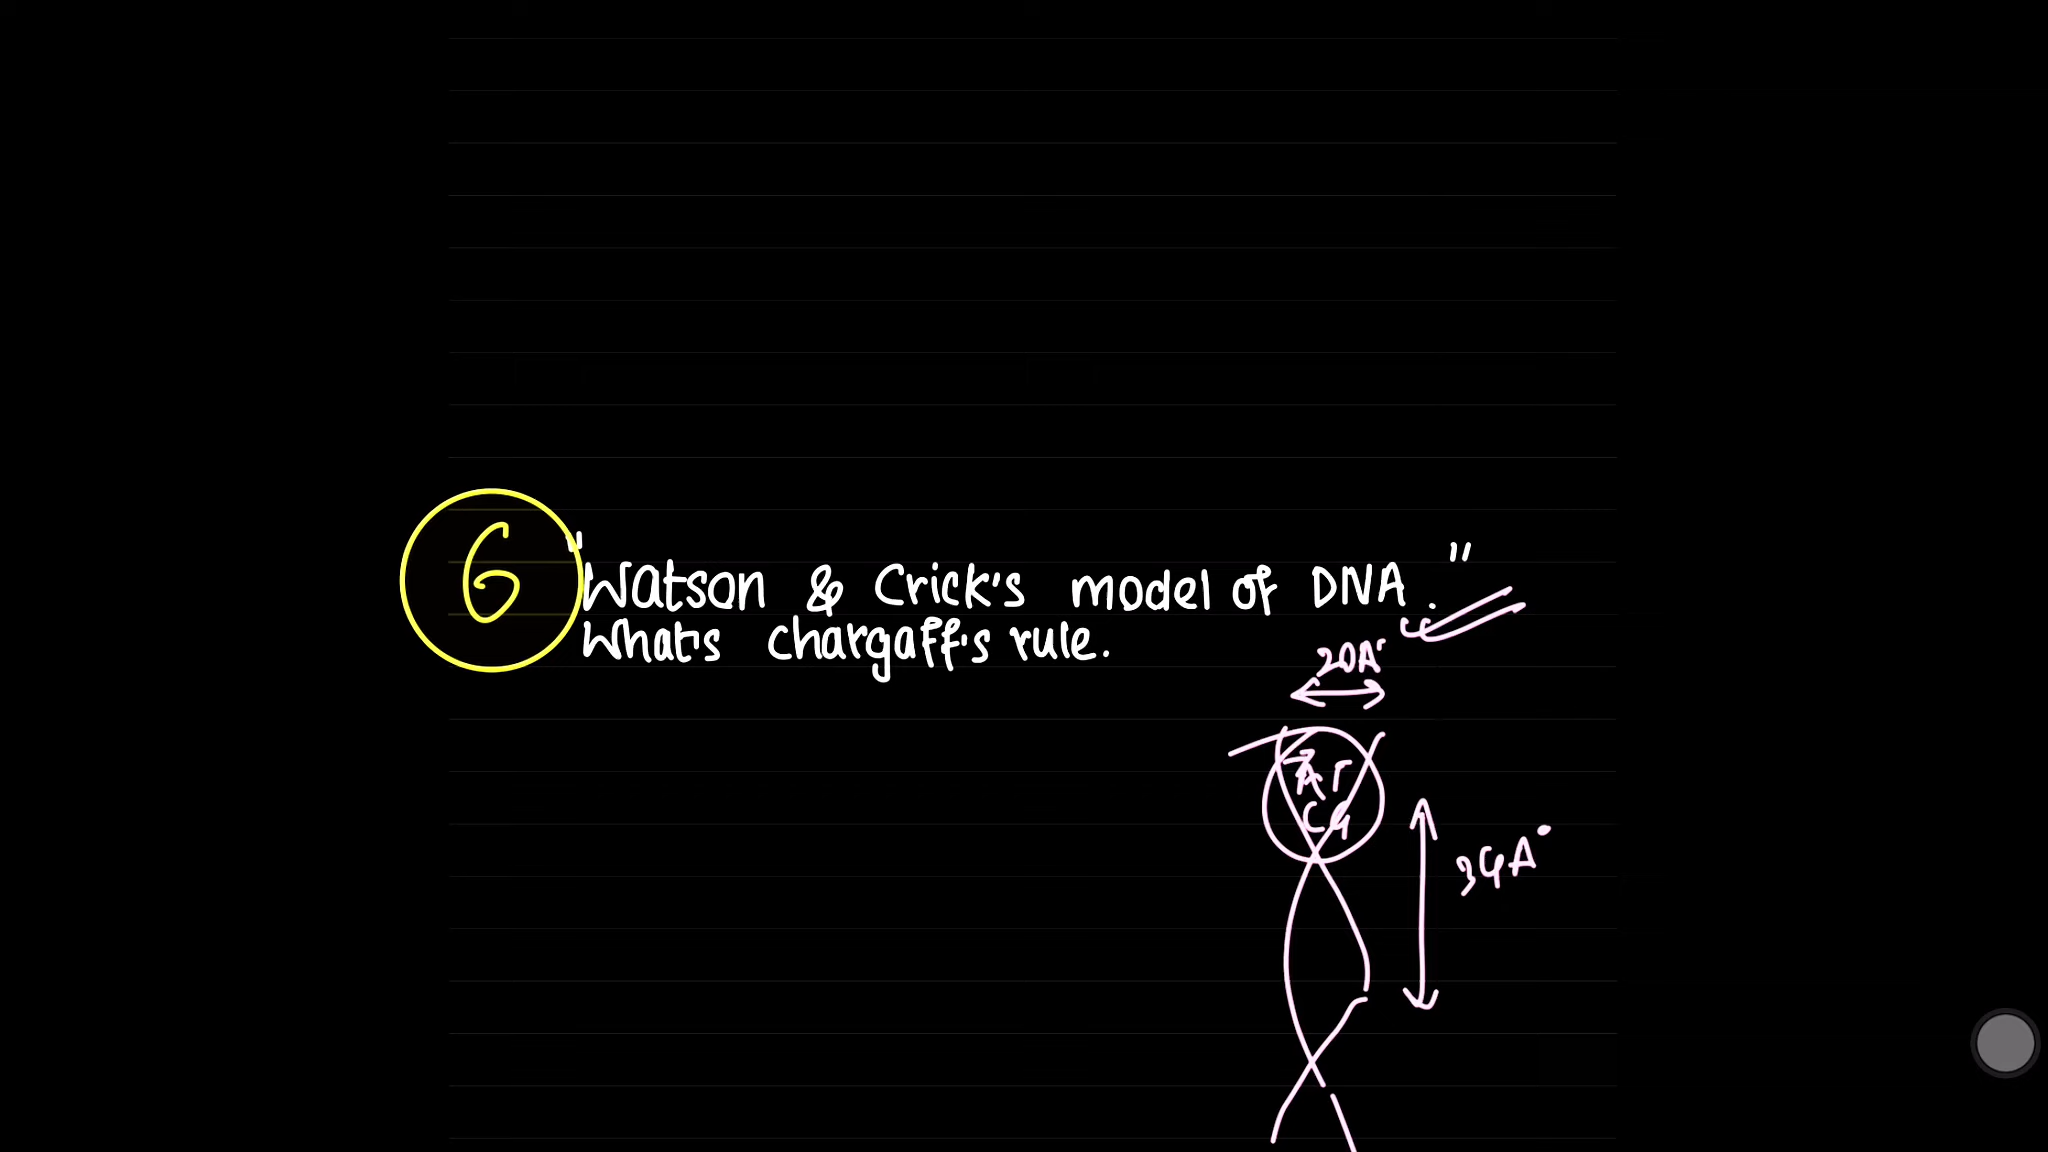 6
"Watson & Crick's model of DNA."
What's chargaff's rule.
20A°
A T
C G
34A°